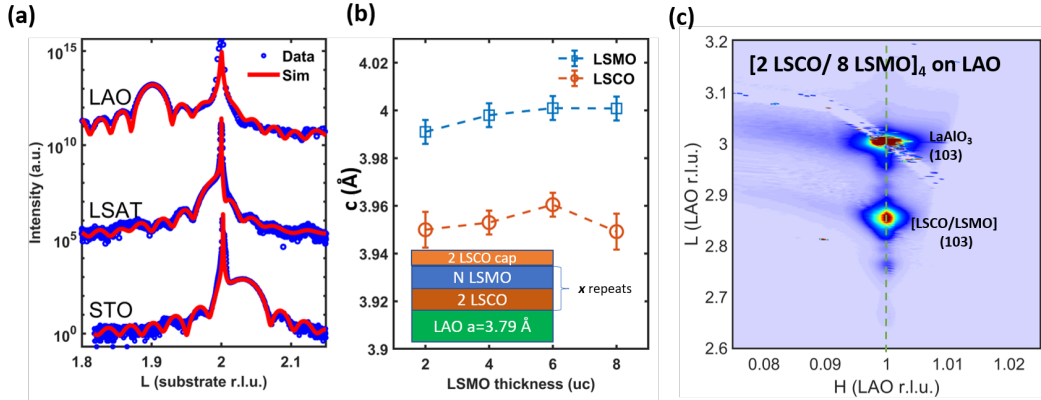 (a)
10^15
10^10
10^5
10^0
Intensity (a.u.)
Data
Sim
LAO
LSAT
STO
1.8
1.9
2
2.1
L (substrate r.l.u.)
(b)
4.02
4
3.98
3.96
3.94
3.92
3.9
c (Å)
LSMO
LSCO
2 LSCO cap
N LSMO
2 LSCO
x repeats
LAO a=3.79 Å
2
4
6
8
LSMO thickness (uc)
(c)
3.2
3.1
3
2.9
2.8
2.7
2.6
L (LAO r.l.u.)
[2 LSCO/ 8 LSMO]4 on LAO
LaAlO3
(103)
[LSCO/LSMO]
(103)
0.08
0.09
1
1.01
1.02
H (LAO r.l.u.)